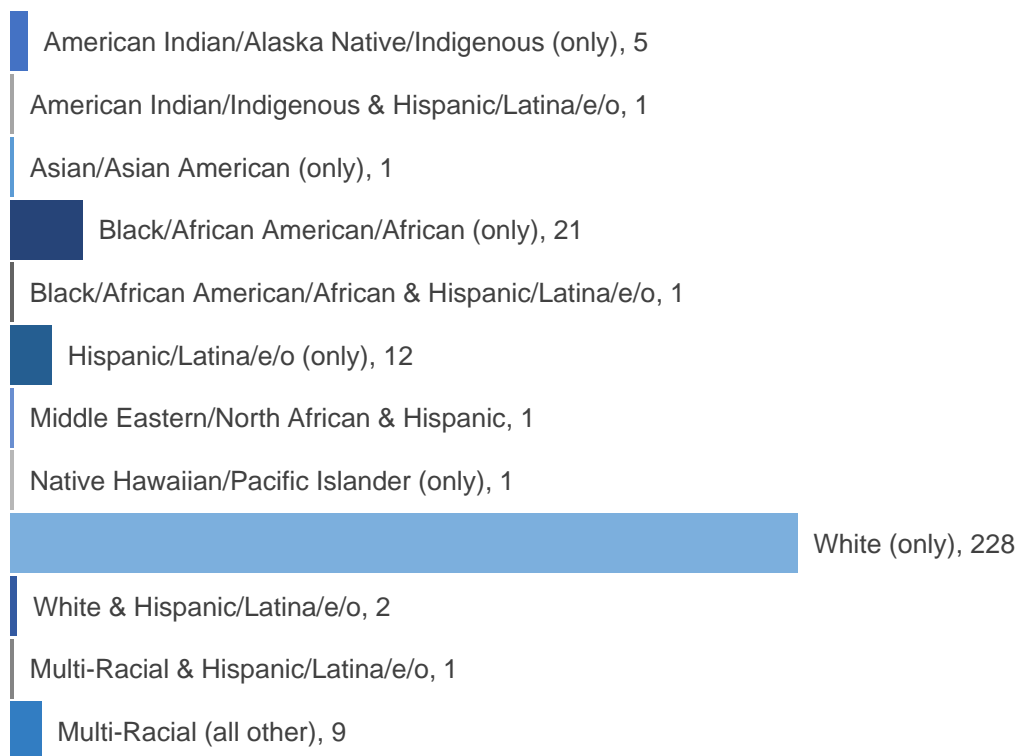 American Indian/Alaska Native/Indigenous (only), 5
American Indian/Indigenous & Hispanic/Latina/e/o, 1
Asian/Asian American (only), 1
Black/African American/African (only), 21
Black/African American/African & Hispanic/Latina/e/o, 1
Hispanic/Latina/e/o (only), 12
Middle Eastern/North African & Hispanic, 1
Native Hawaiian/Pacific Islander (only), 1
White (only), 228
White & Hispanic/Latina/e/o, 2
Multi-Racial & Hispanic/Latina/e/o, 1
Multi-Racial (all other), 9